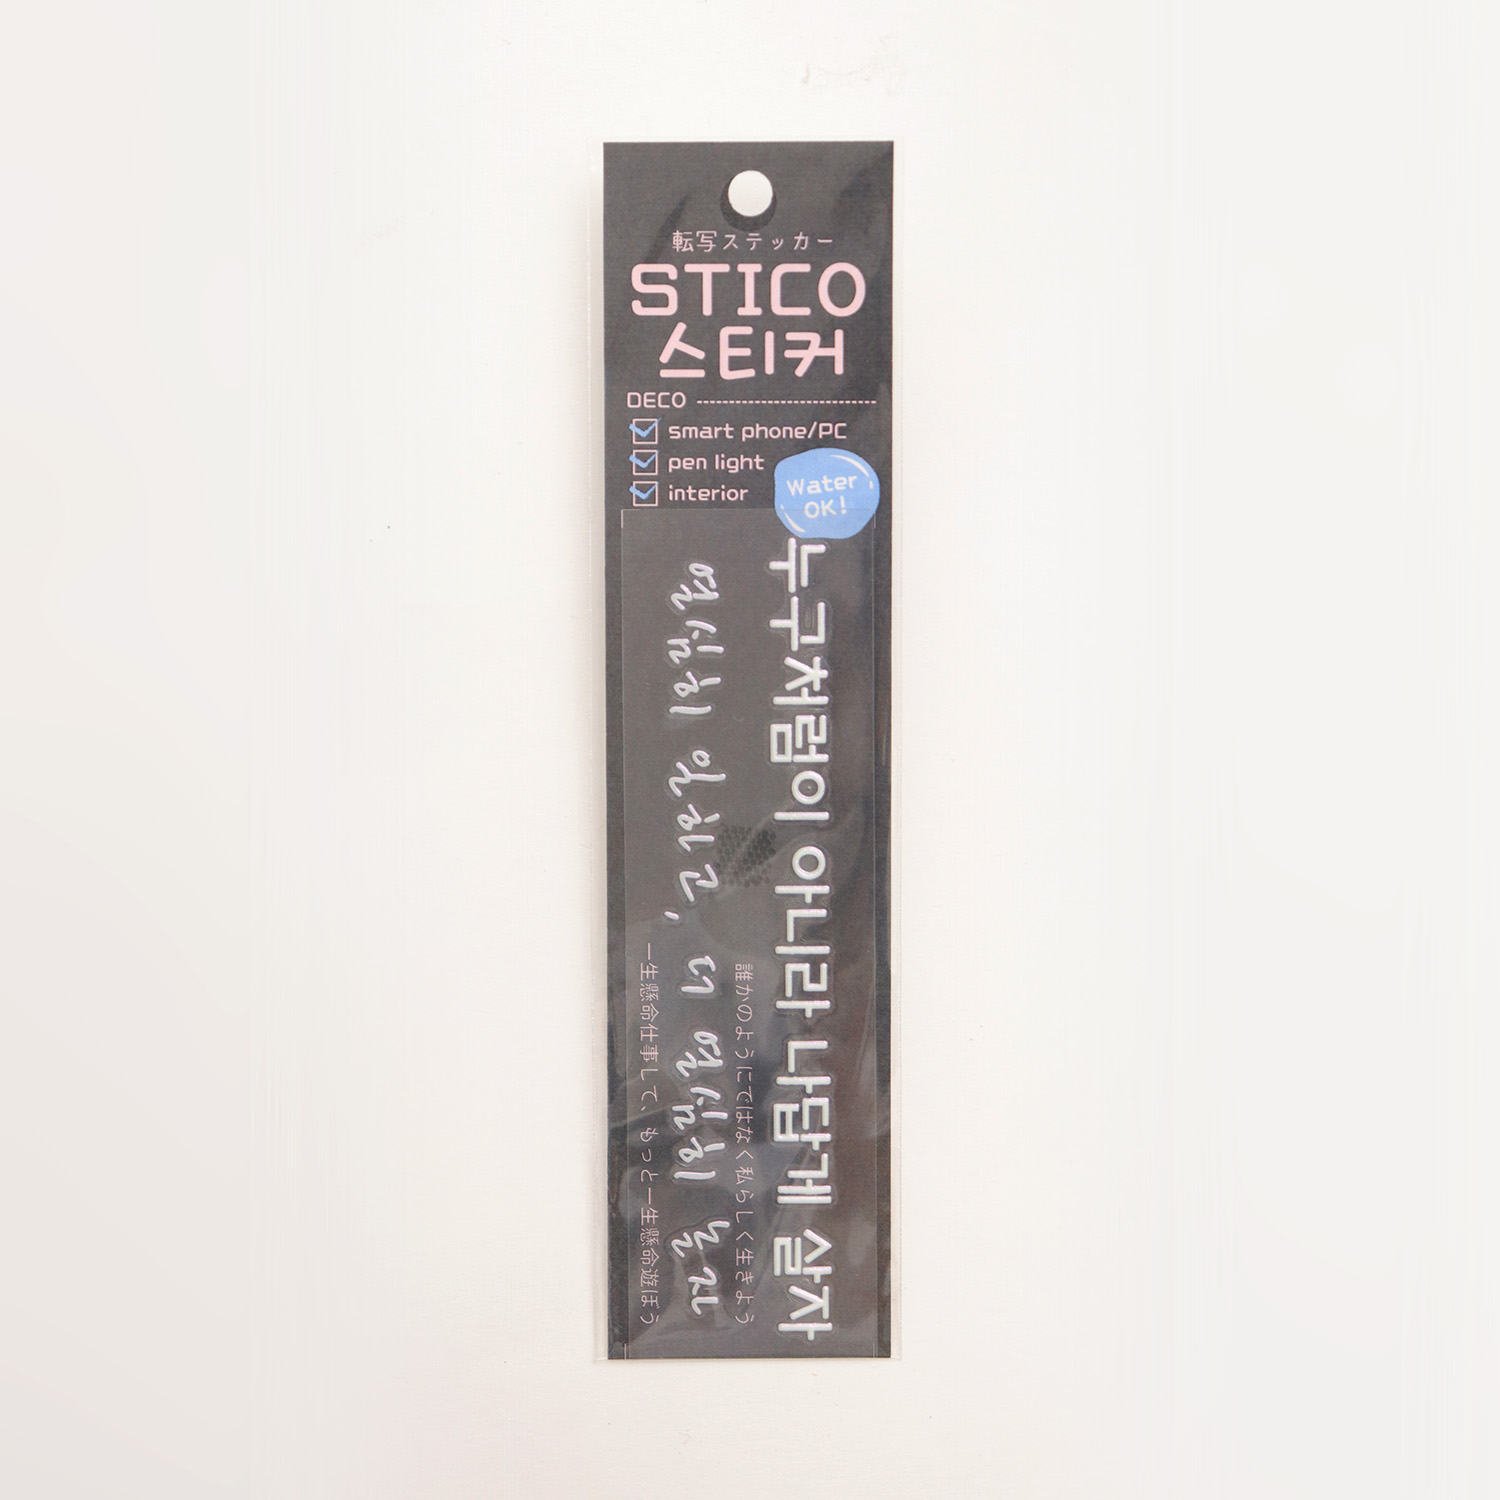 転写ステッカー
STICO
스티커
DECO
smart phone/PC
pen light
interior
Water
OK!
누구처럼이 아니라 나답게 살자
誰かのようにではなく私らしく生きよう
열심히 일하고, 더 열심히 놀자
一生懸命仕事して、もっと一生懸命遊ぼう